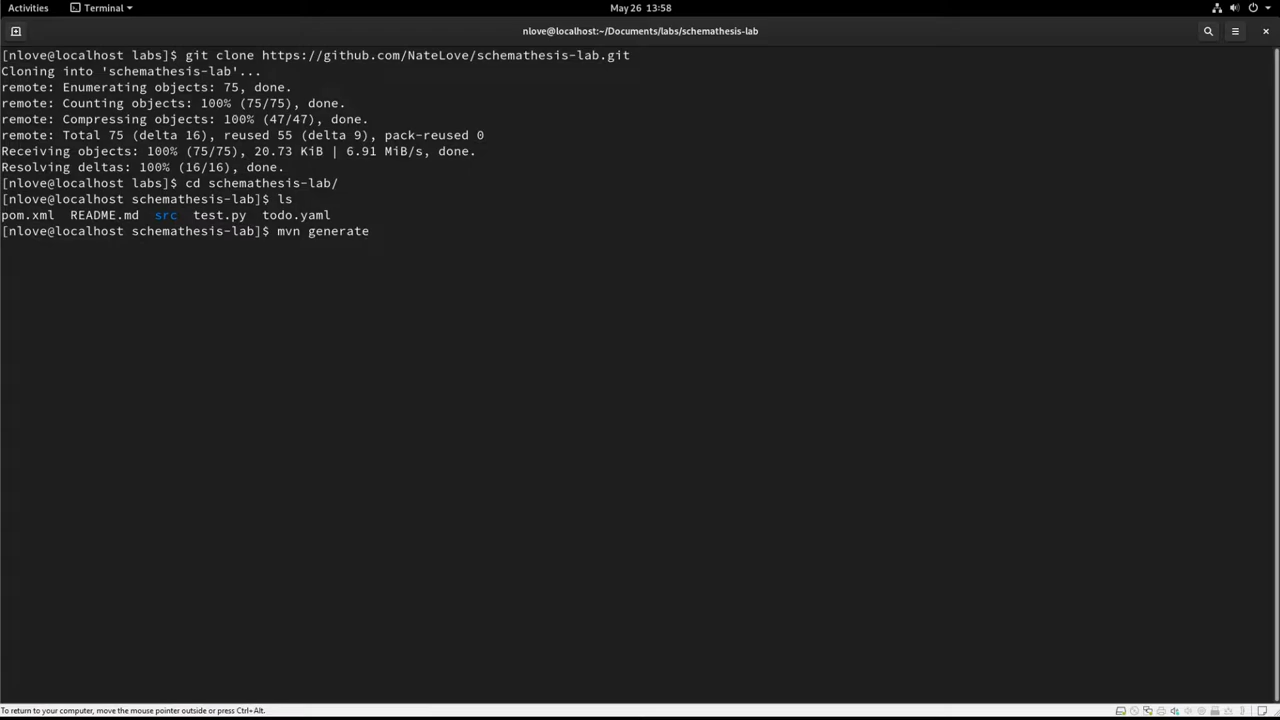 Activities Terminal May 26 13:58
nlove@localhost:~/Documents/labs/schemathesis-lab
[nlove@localhost labs]$ git clone https://github.com/NateLove/schemathesis-lab.git
Cloning into 'schemathesis-lab'...
remote: Enumerating objects: 75, done.
remote: Counting objects: 100% (75/75), done.
remote: Compressing objects: 100% (47/47), done.
remote: Total 75 (delta 16), reused 55 (delta 9), pack-reused 0
Receiving objects: 100% (75/75), 20.73 KiB | 6.91 MiB/s, done.
Resolving deltas: 100% (16/16), done.
[nlove@localhost labs]$ cd schemathesis-lab/
[nlove@localhost schemathesis-lab]$ ls
pom.xml README.md src test.py todo.yaml
[nlove@localhost schemathesis-lab]$ mvn generate
To return to your computer, move the mouse pointer outside or press Ctrl+Alt.